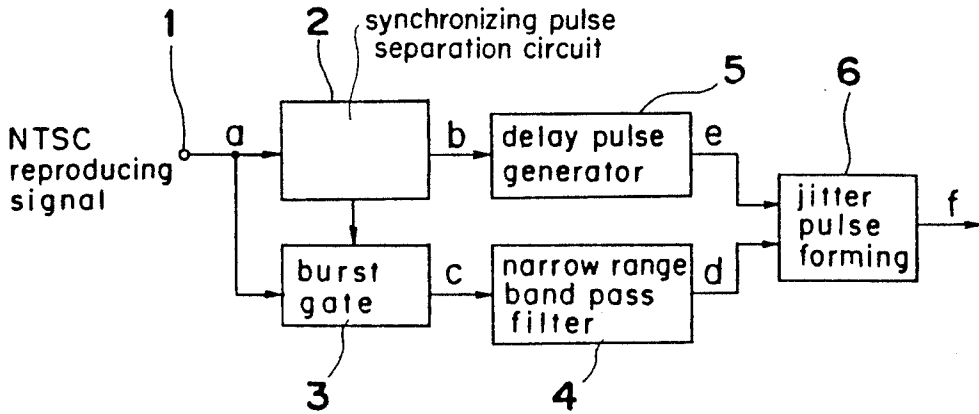 1
2
synchronizing pulse
separation circuit
5
6
NTSC
reproducing
signal
a
b
delay pulse
generator
e
jitter
pulse
forming
f
burst
gate
c
narrow range
band pass
filter
d
3
4